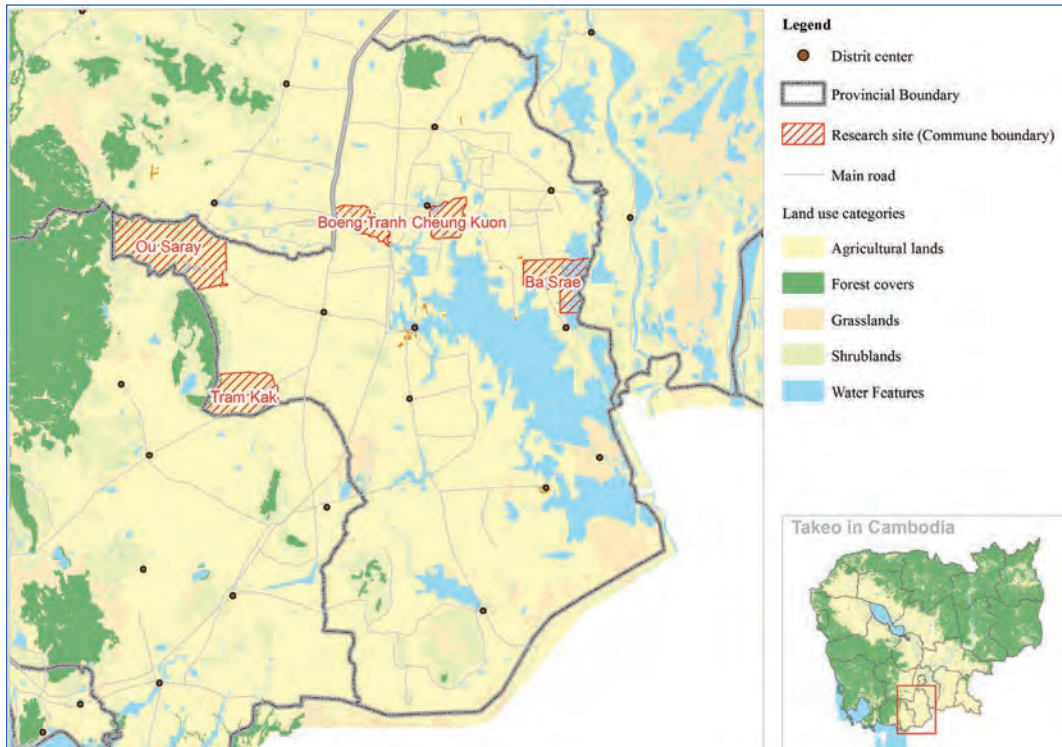 Ou Saray
Boeng Tranh
Cheung Kuon
Ba Srae
Tram Kak
Legend
Distrit center
Provincial Boundary
Research site (Commune boundary)
Main road
Land use categories
Agricultural lands
Forest covers
Grasslands
Shrublands
Water Features
Takeo in Cambodia